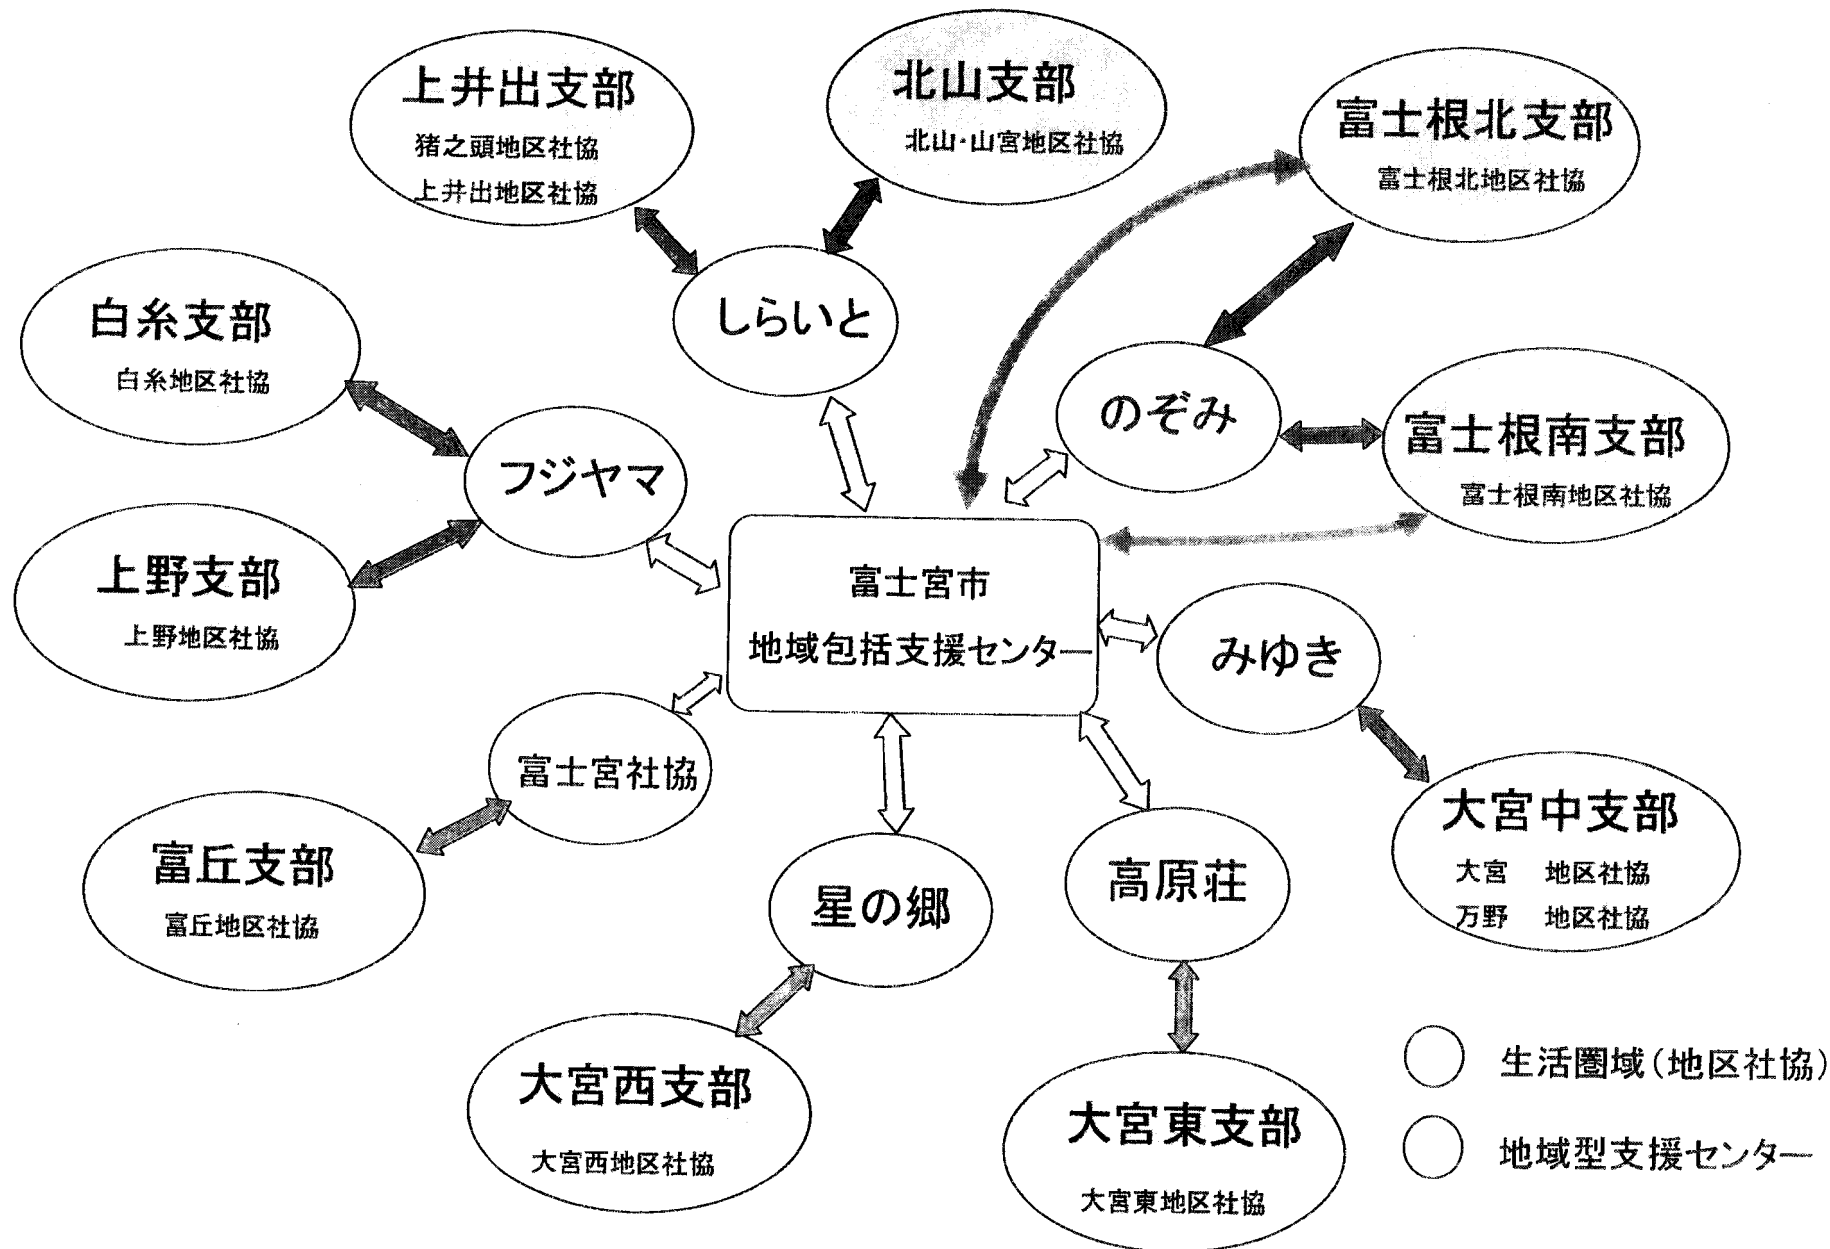 上井出支部
猪之頭地区社協
上井出地区社協
北山支部
北山・山宮地区社協
富士根北支部
富士根北地区社協
白糸支部
白糸地区社協
しらいと
のぞみ
富士根南支部
富士根南地区社協
フジヤマ
上野支部
上野地区社協
富士宮市
地域包括支援センター
みゆき
富士宮社協
富丘支部
富丘地区社協
星の郷
高原荘
大宮中支部
大宮 地区社協
万野 地区社協
大宮西支部
大宮西地区社協
大宮東支部
大宮東地区社協
生活圏域(地区社協)
地域型支援センター